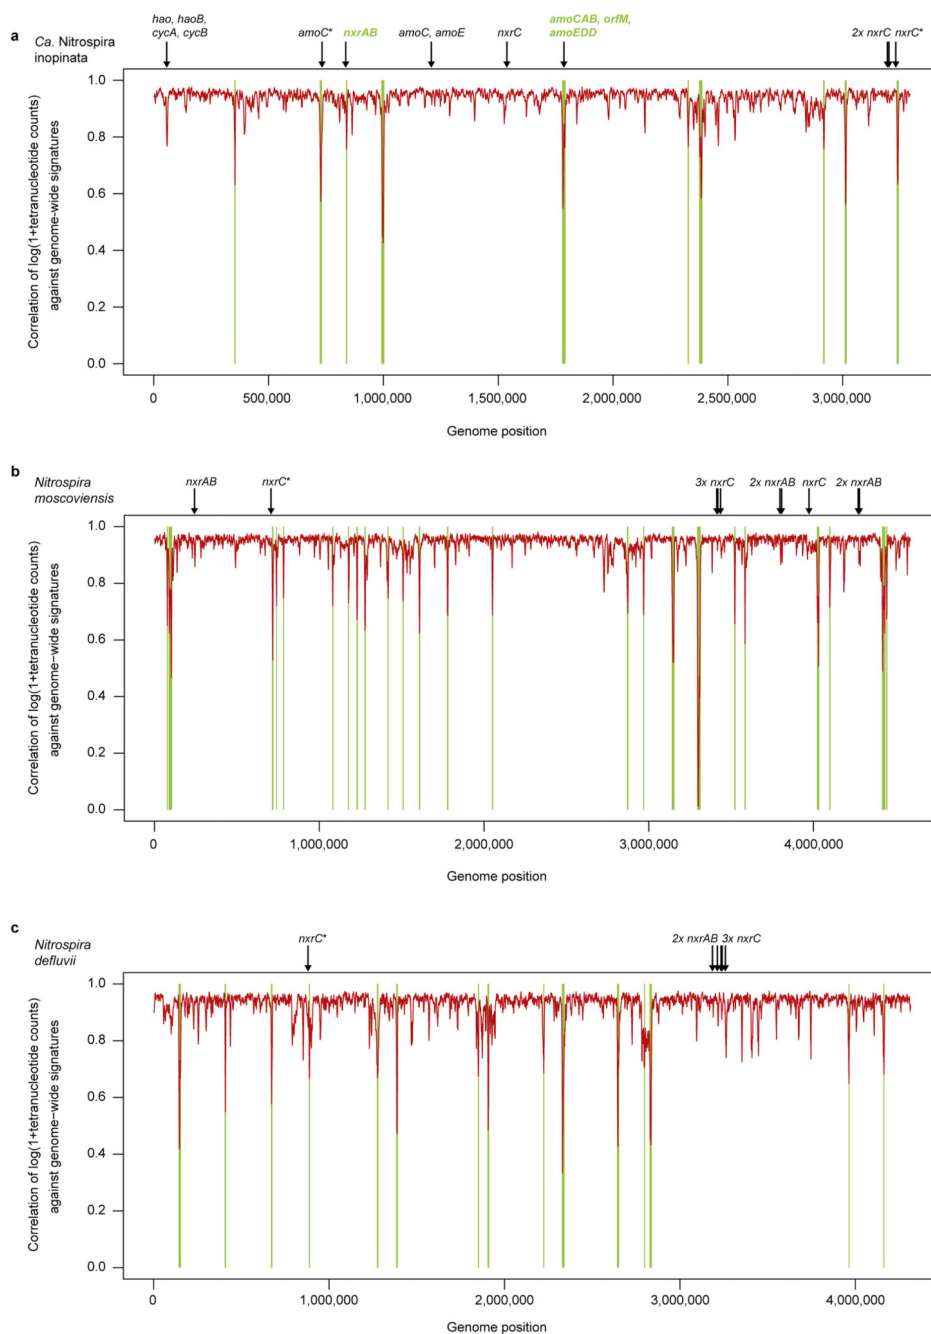 a
hao, haoB,
cycA, cycB
amoC*
nxrAB
amoC, amoE
nxrC
amoCAB, orfM,
amoEDD
2x nxrC
nxrC*
Ca. Nitrospira
inopinata
Correlation of log(1+tetranucleotide counts)
against genome−wide signatures
1.0
0.8
0.6
0.4
0.2
0.0
0
500,000
1,000,000
1,500,000
2,000,000
2,500,000
3,000,000
Genome position
b
Nitrospira
moscoviensis
nxrAB
nxrC*
3x nxrC
2x nxrAB
nxrC
2x nxrAB
Correlation of log(1+tetranucleotide counts)
against genome−wide signatures
1.0
0.8
0.6
0.4
0.2
0.0
0
1,000,000
2,000,000
3,000,000
4,000,000
Genome position
c
Nitrospira
defluvii
nxrC*
2x nxrAB
3x nxrC
Correlation of log(1+tetranucleotide counts)
against genome−wide signatures
1.0
0.8
0.6
0.4
0.2
0.0
0
1,000,000
2,000,000
3,000,000
4,000,000
Genome position